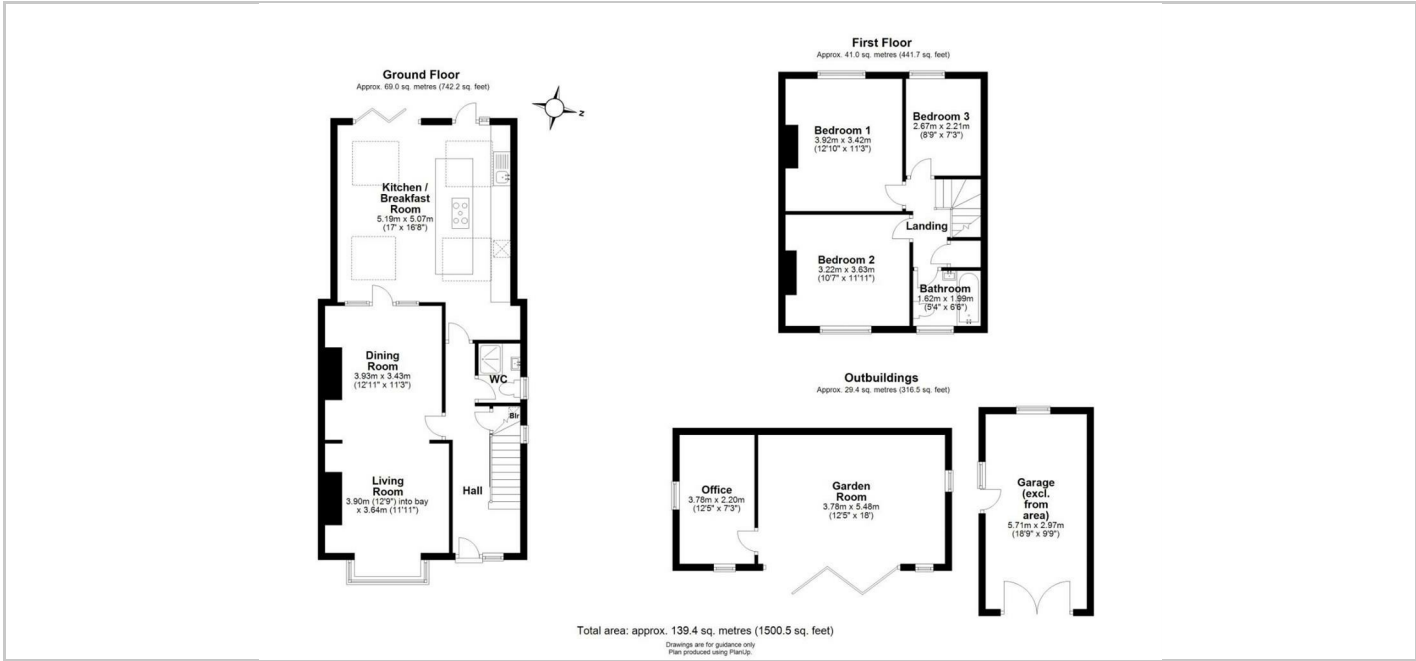 Ground Floor
Approx. 69.0 sq. metres (742.2 sq. feet)
N
Kitchen /
Breakfast
Room
5.19m x 5.07m
(17' x 16'8")
Dining
Room
3.93m x 3.43m
(12'11" x 11'3")
WC
Blr
Living
Room
3.90m (12'9") into bay
x 3.64m (11'11")
Hall
First Floor
Approx. 41.0 sq. metres (441.7 sq. feet)
Bedroom 1
3.92m x 3.42m
(12'10" x 11'3")
Bedroom 3
2.67m x 2.21m
(8'9" x 7'3")
Landing
Bedroom 2
3.22m x 3.63m
(10'7" x 11'11")
Bathroom
1.62m x 1.99m
(5'4" x 6'6")
Outbuildings
Approx. 29.4 sq. metres (316.5 sq. feet)
Office
3.78m x 2.20m
(12'5" x 7'3")
Garden
Room
3.78m x 5.48m
(12'5" x 18')
Garage
(excl.
from
area)
5.71m x 2.97m
(18'9" x 9'9")
Total area: approx. 139.4 sq. metres (1500.5 sq. feet)
Drawings are for guidance only
Plan produced using PlanUp.